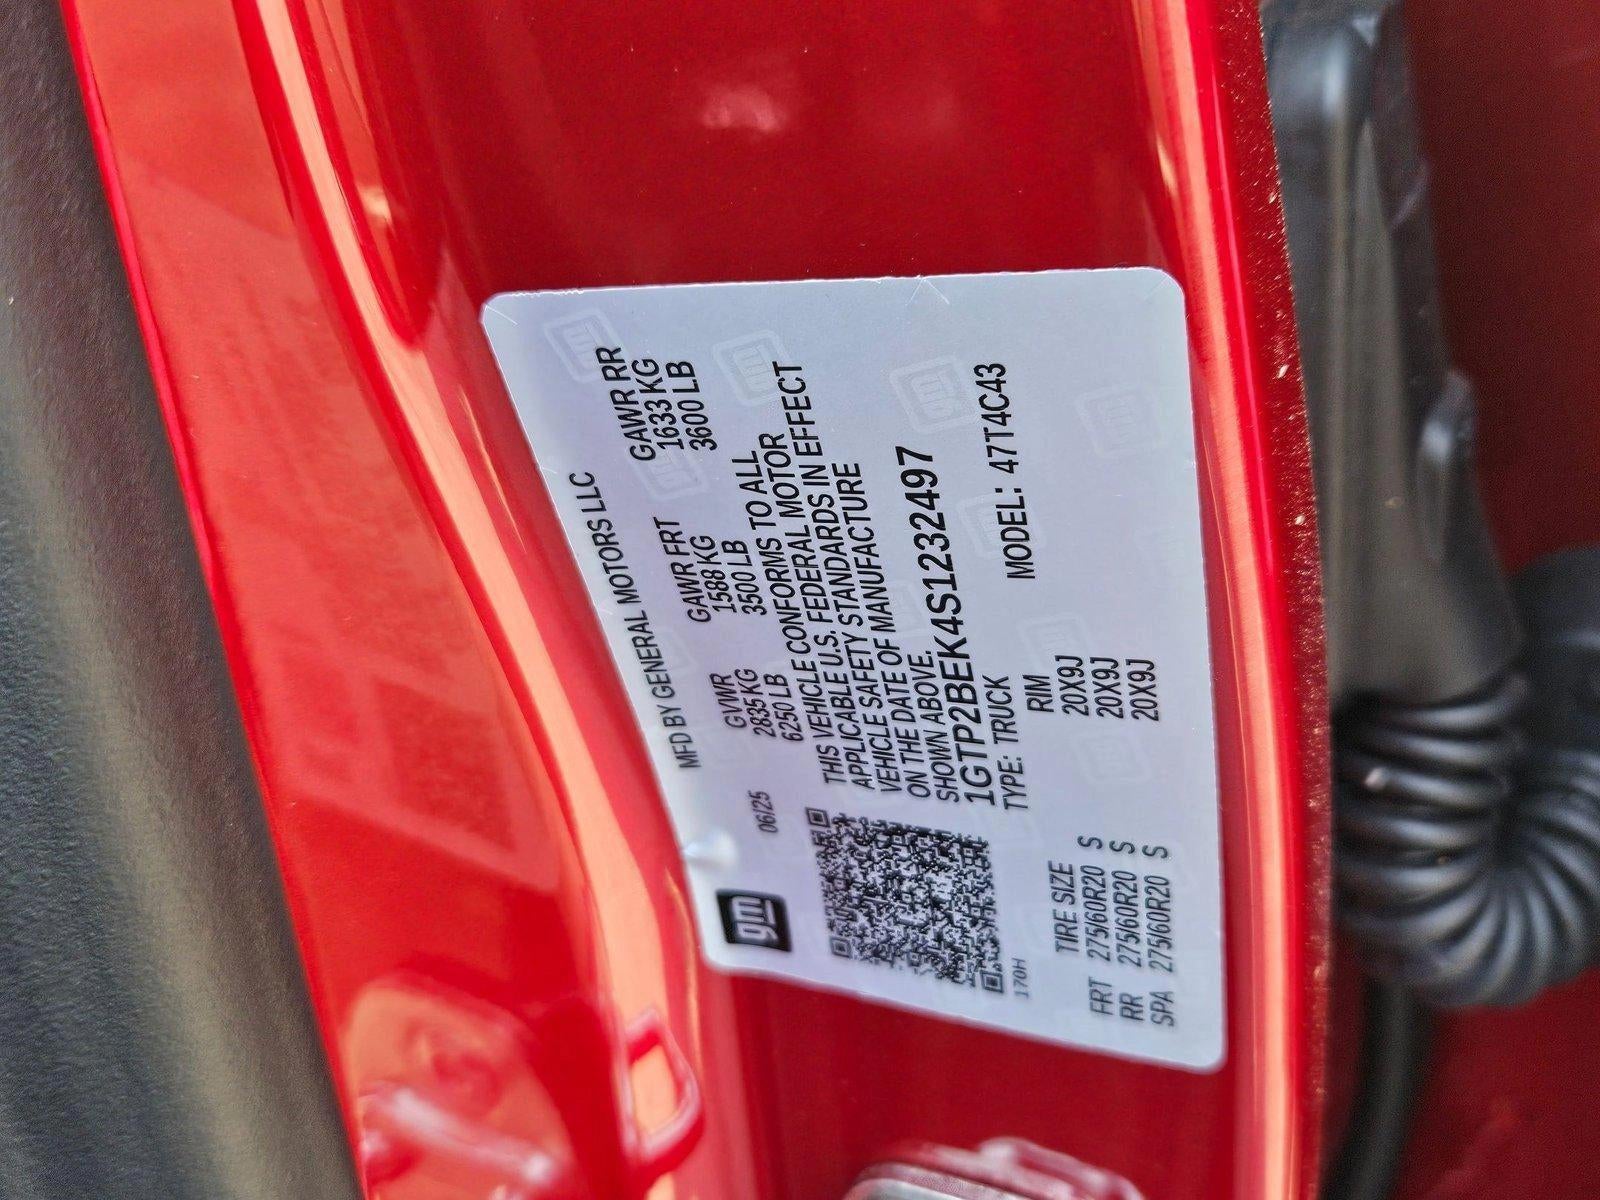 MFD BY GENERAL MOTORS LLC
gm
06/25
GVWR GAWR FRT GAWR RR
2835 KG 1588 KG 1633 KG
6250 LB 3500 LB 3600 LB
THIS VEHICLE CONFORMS TO ALL
APPLICABLE U.S. FEDERAL MOTOR
VEHICLE SAFETY STANDARDS IN EFFECT
ON THE DATE OF MANUFACTURE
SHOWN ABOVE.
1GTP2BEK4S1232497
TYPE: TRUCK MODEL: 47T4C43
170H
TIRE SIZE RIM
FRT 275/60R20 S 20X9J
RR 275/60R20 S 20X9J
SPA 275/60R20 S 20X9J